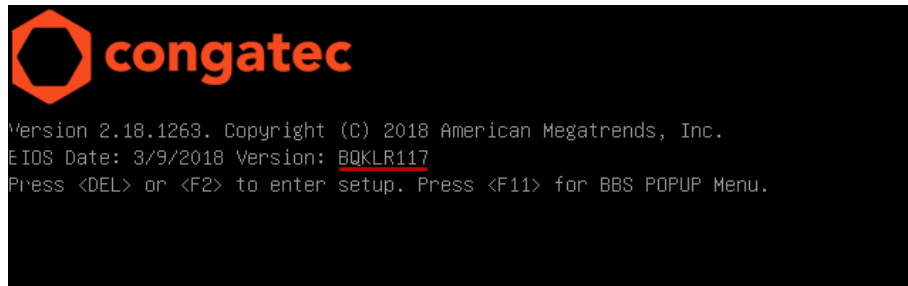 congatec
Version 2.18.1263. Copyright (C) 2018 American Megatrends, Inc.
EIOS Date: 3/9/2018 Version: BQKLR117
Press <DEL> or <F2> to enter setup. Press <F11> for BBS POPUP Menu.